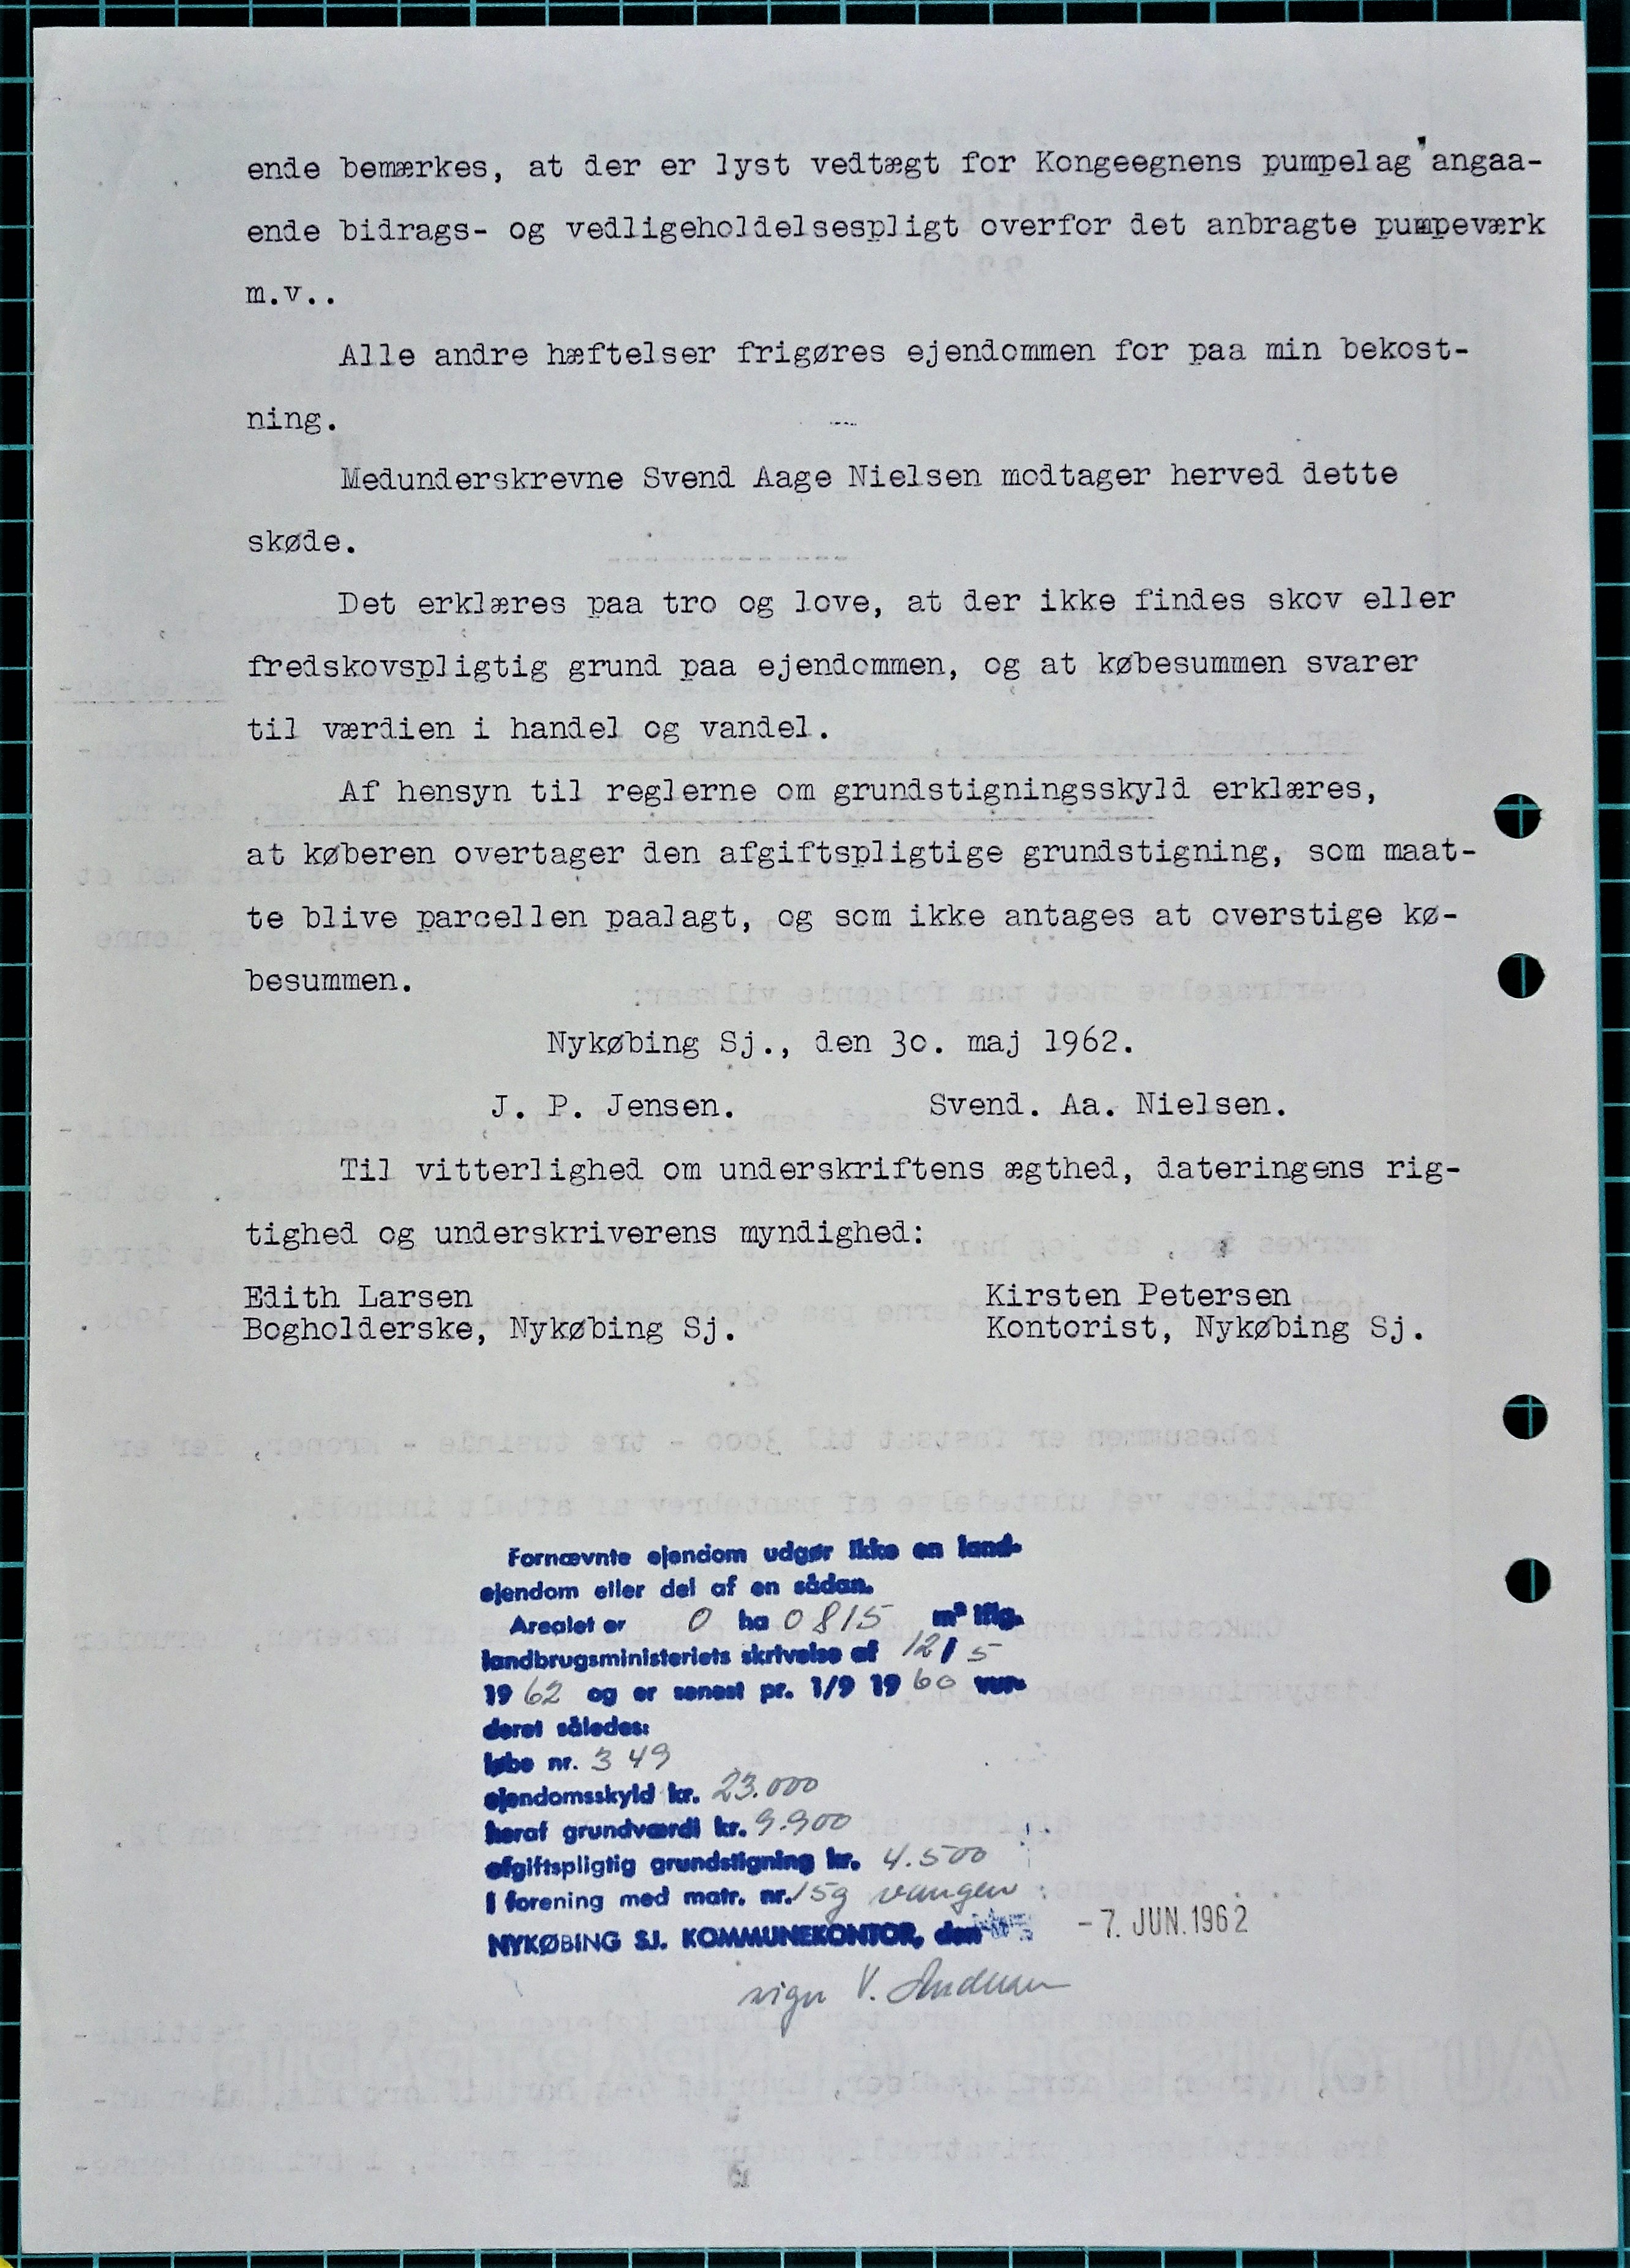 ende bemærkes, at der er lyst vedtægt for Kongeegnens pumpelag angaa-
ende bidrags- og vedligeholdelsespligt overfor det anbragte pumpeværk
m.v..
Alle andre hæftelser frigøres ejendommen for paa min bekost-
ning.
Medunderskrevne Svend Aage Nielsen modtager herved dette
skøde.
Det erklæres paa tro og love, at der ikke findes skov eller
fredskovspligtig grund paa ejendommen, og at købesummen svarer
til værdien i handel og vandel.
Af hensyn til reglerne om grundstigningsskyld erklæres,
at køberen overtager den afgiftspligtige grundstigning, som maat-
te blive parcellen paalagt, og som ikke antages at overstige kø-
besummen.
Nykøbing Sj., den 3o. maj 1962.
J. P. Jensen. Svend. Aa. Nielsen.
Til vitterlighed om underskriftens ægthed, dateringens rig-
tighed og underskriverens myndighed:
Edith Larsen Kirsten Petersen
Bogholderske, Nykøbing Sj. Kontorist, Nykøbing Sj.
Fornævnte ejendom udgør ikke en land-
ejendom eller del af en sådan.
Arealet er 0 ha 0815 m² iflg.
landbrugsministeriets skrivelse af 12/5
1962 og er senest pr. 1/9 1960 vur-
deret således:
løbe nr. 349
ejendomsskyld kr. 23.000
heraf grundværdi kr. 9.900
afgiftspligtig grundstigning kr. 4.500
I forening med matr. nr. 15g vangen
NYKØBING SJ. KOMMUNEKONTOR, den - 7. JUN. 1962
sign V. Andersen